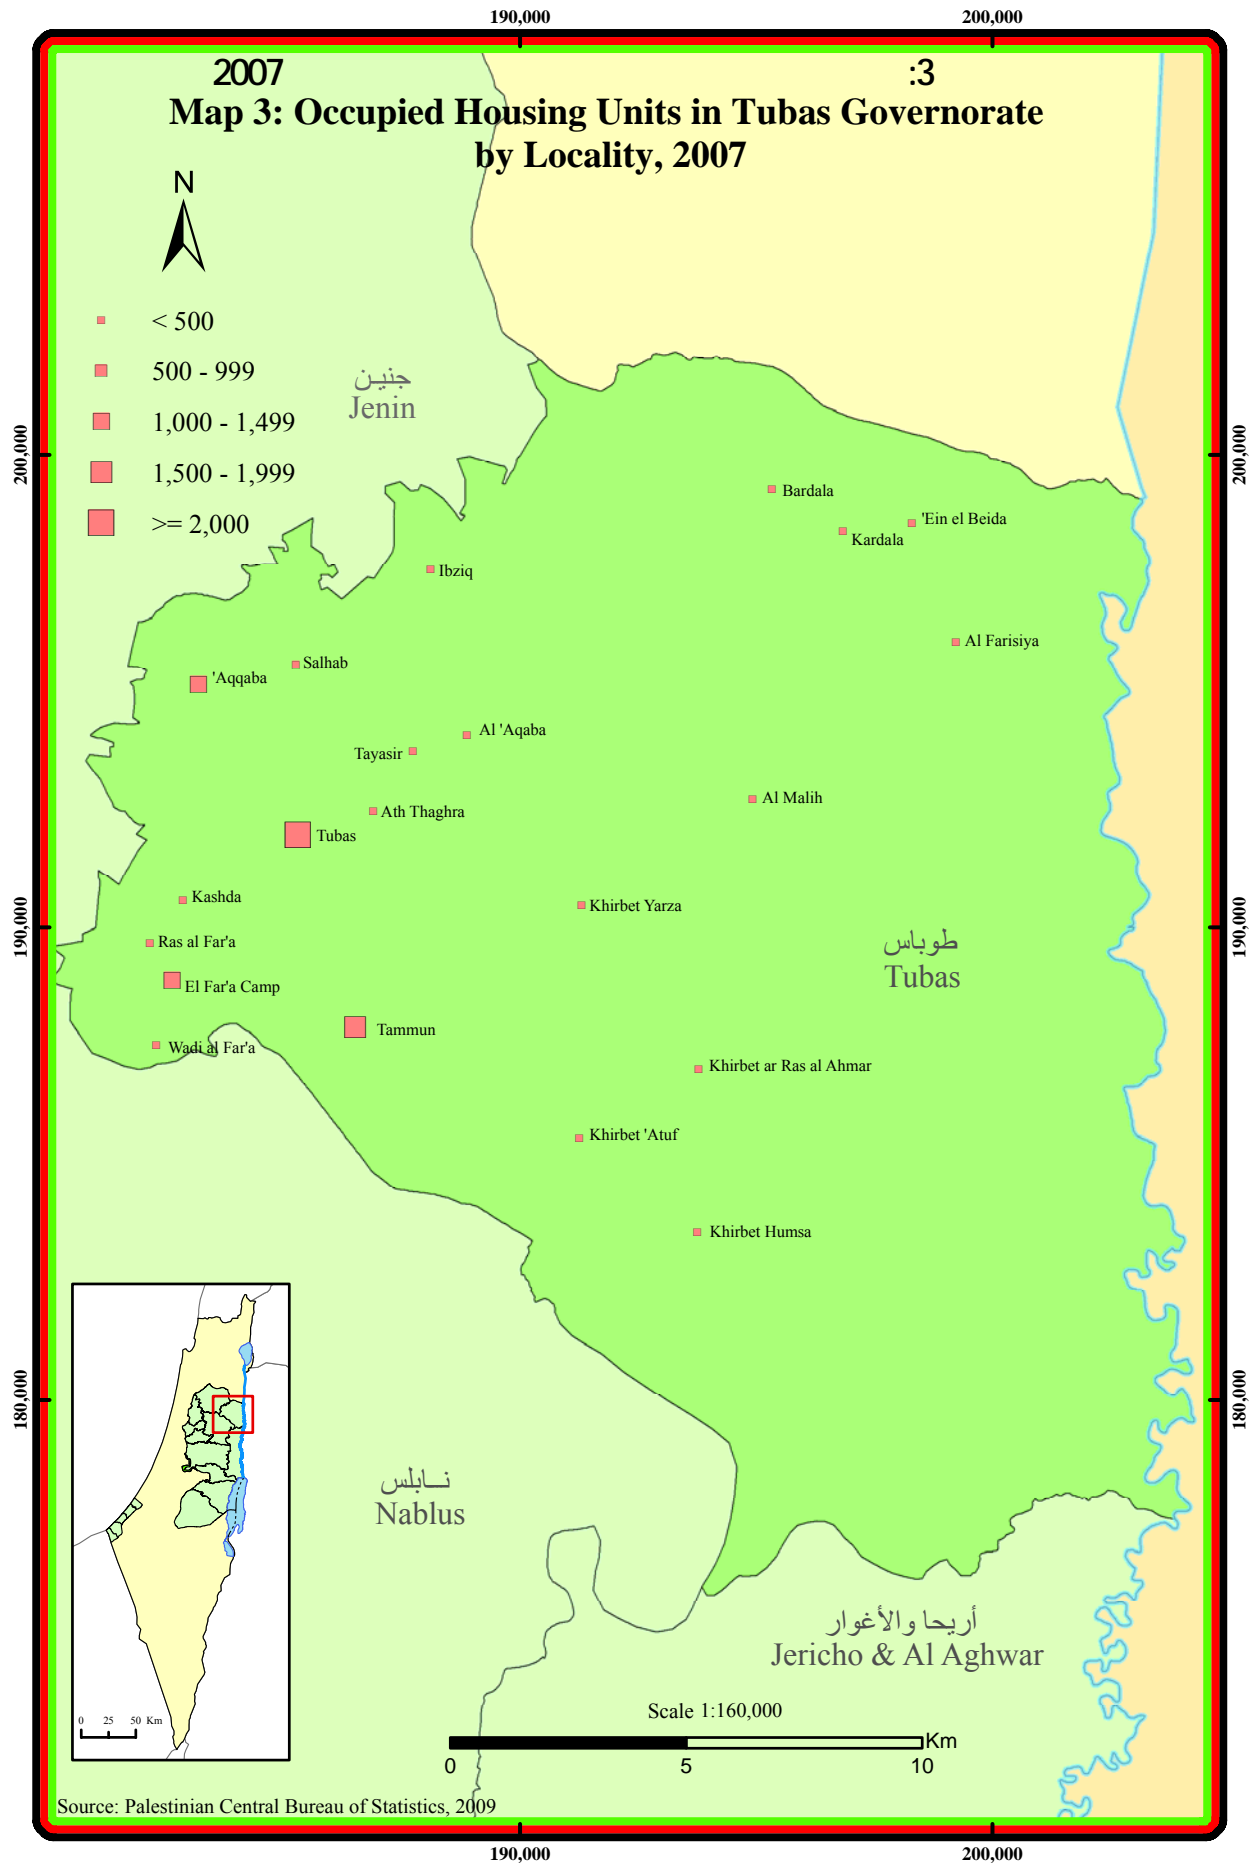 190,000
200,000
2007
:3
Map 3: Occupied Housing Units in Tubas Governorate
by Locality, 2007
N
< 500
500 - 999
1,000 - 1,499
1,500 - 1,999
>= 2,000
جنين
Jenin
200,000
200,000
Bardala
'Ein el Beida
Kardala
Ibziq
Al Farisiya
Salhab
'Aqqaba
Al 'Aqaba
Tayasir
Al Malih
Ath Thaghra
Tubas
Kashda
Khirbet Yarza
190,000
190,000
Ras al Far'a
طوباس
Tubas
El Far'a Camp
Tammun
Wadi al Far'a
Khirbet ar Ras al Ahmar
Khirbet 'Atuf
Khirbet Humsa
180,000
180,000
نابلس
Nablus
أريحا والأغوار
Jericho & Al Aghwar
0 25 50 Km
Scale 1:160,000
Km
0 5 10
Source: Palestinian Central Bureau of Statistics, 2009
190,000
200,000